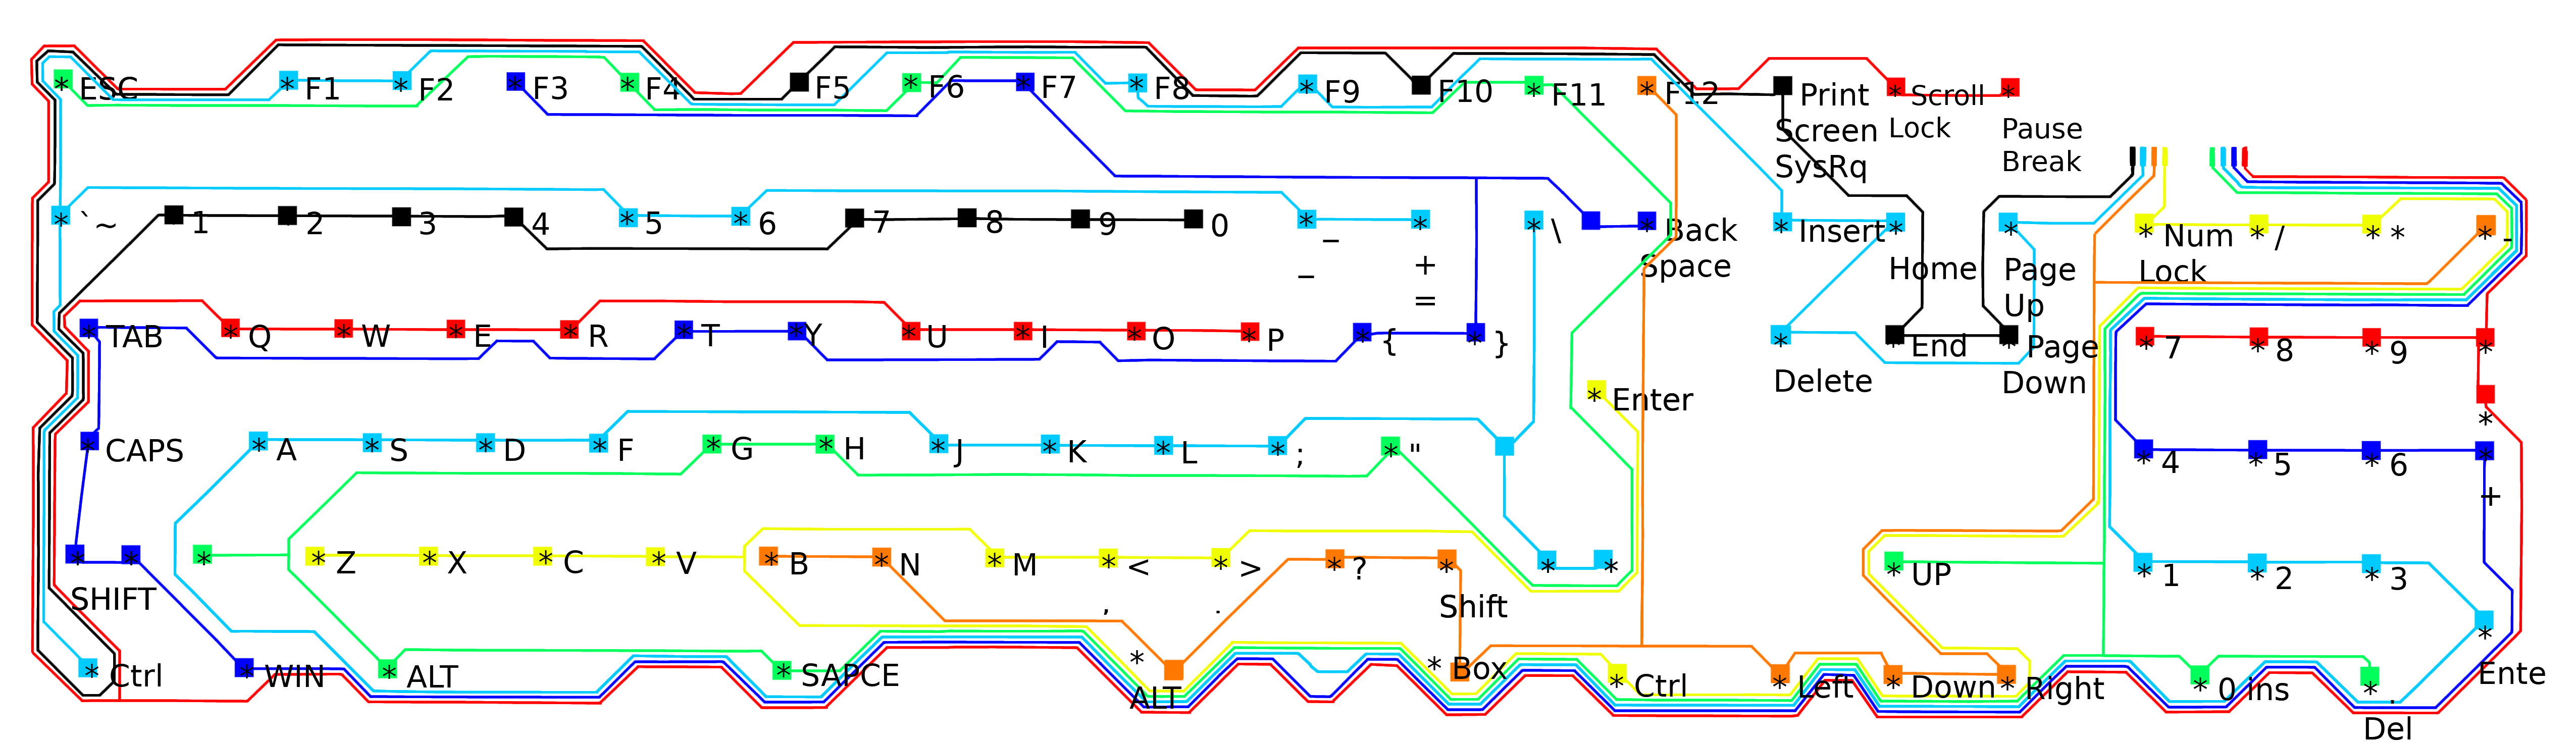 ESC F1 F2 F3 F4 F5 F6 F7 F8 F9 F10 F11 F12 Print Scroll
Screen Lock Pause
SysRq Break
* `~ 1 2 3 4 * 5 * 6 7 8 9 0 * _ * * \ * Back * Insert * * * Num * / * * * -
– + Space Home Page Lock
= Up
* TAB * Q * W * E * R * T * Y * U * I * O * P * { * } * * End * Page * 7 * 8 * 9 *
Delete Down
* Enter *
* CAPS * A * S * D * F * G * H * J * K * L * ; * " * 4 * 5 * 6 *
+
* * * * Z * X * C * V * B * N * M * < * > * ? * * * * UP * 1 * 2 * 3
SHIFT , . Shift *
* Ctrl * WIN * ALT * SAPCE * * Box * Ctrl * Left * Down * Right * 0 ins * Ente
ALT .
Del